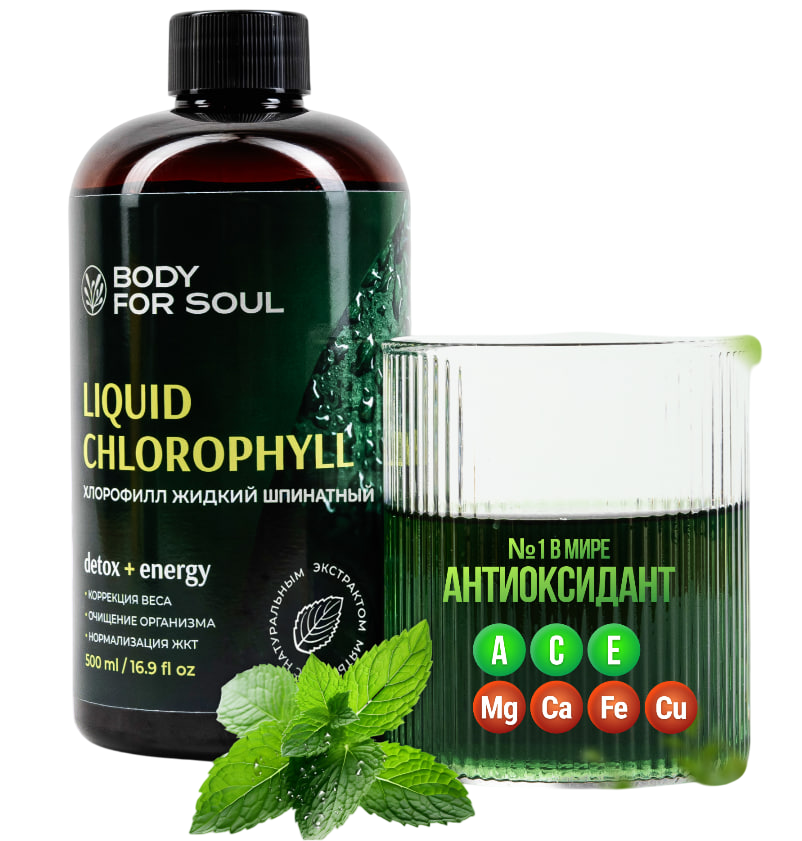 BODY
FOR SOUL
LIQUID
CHLOROPHYLL
ХЛОРОФИЛЛ ЖИДКИЙ ШПИНАТНЫЙ
detox + energy
• КОРРЕКЦИЯ ВЕСА
• ОЧИЩЕНИЕ ОРГАНИЗМА
• НОРМАЛИЗАЦИЯ ЖКТ
500 ml / 16.9 fl oz
С НАТУРАЛЬНЫМ ЭКСТРАКТОМ МЯТЫ
№1 В МИРЕ
АНТИОКСИДАНТ
A C E
Mg Ca Fe Cu